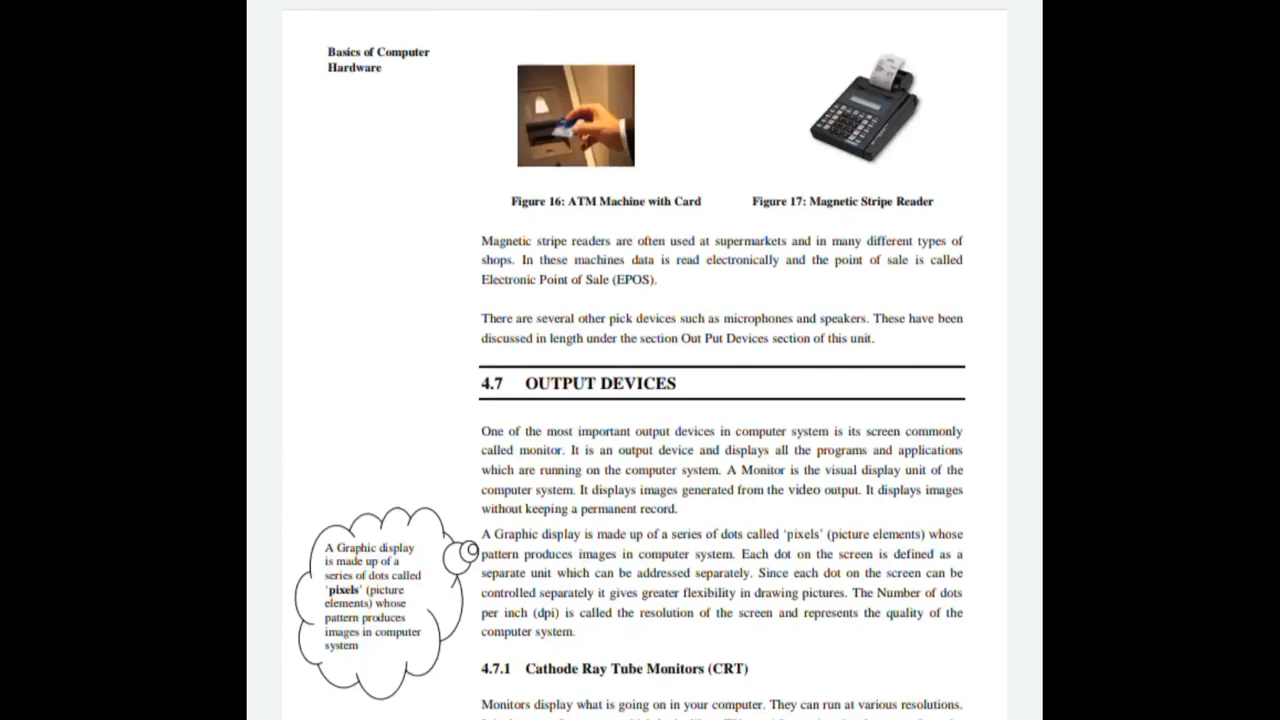 Basics of Computer
Hardware
Figure 16: ATM Machine with Card
Figure 17: Magnetic Stripe Reader
Magnetic stripe readers are often used at supermarkets and in many different types of
shops. In these machines data is read electronically and the point of sale is called
Electronic Point of Sale (EPOS).
There are several other pick devices such as microphones and speakers. These have been
discussed in length under the section Out Put Devices section of this unit.
4.7 OUTPUT DEVICES
One of the most important output devices in computer system is its screen commonly
called monitor. It is an output device and displays all the programs and applications
which are running on the computer system. A Monitor is the visual display unit of the
computer system. It displays images generated from the video output. It displays images
without keeping a permanent record.
A Graphic display is made up of a series of dots called 'pixels' (picture elements) whose
pattern produces images in computer system. Each dot on the screen is defined as a
separate unit which can be addressed separately. Since each dot on the screen can be
controlled separately it gives greater flexibility in drawing pictures. The Number of dots
per inch (dpi) is called the resolution of the screen and represents the quality of the
computer system.
A Graphic display
is made up of a
series of dots called
'pixels' (picture
elements) whose
pattern produces
images in computer
system
4.7.1 Cathode Ray Tube Monitors (CRT)
Monitors display what is going on in your computer. They can run at various resolutions.